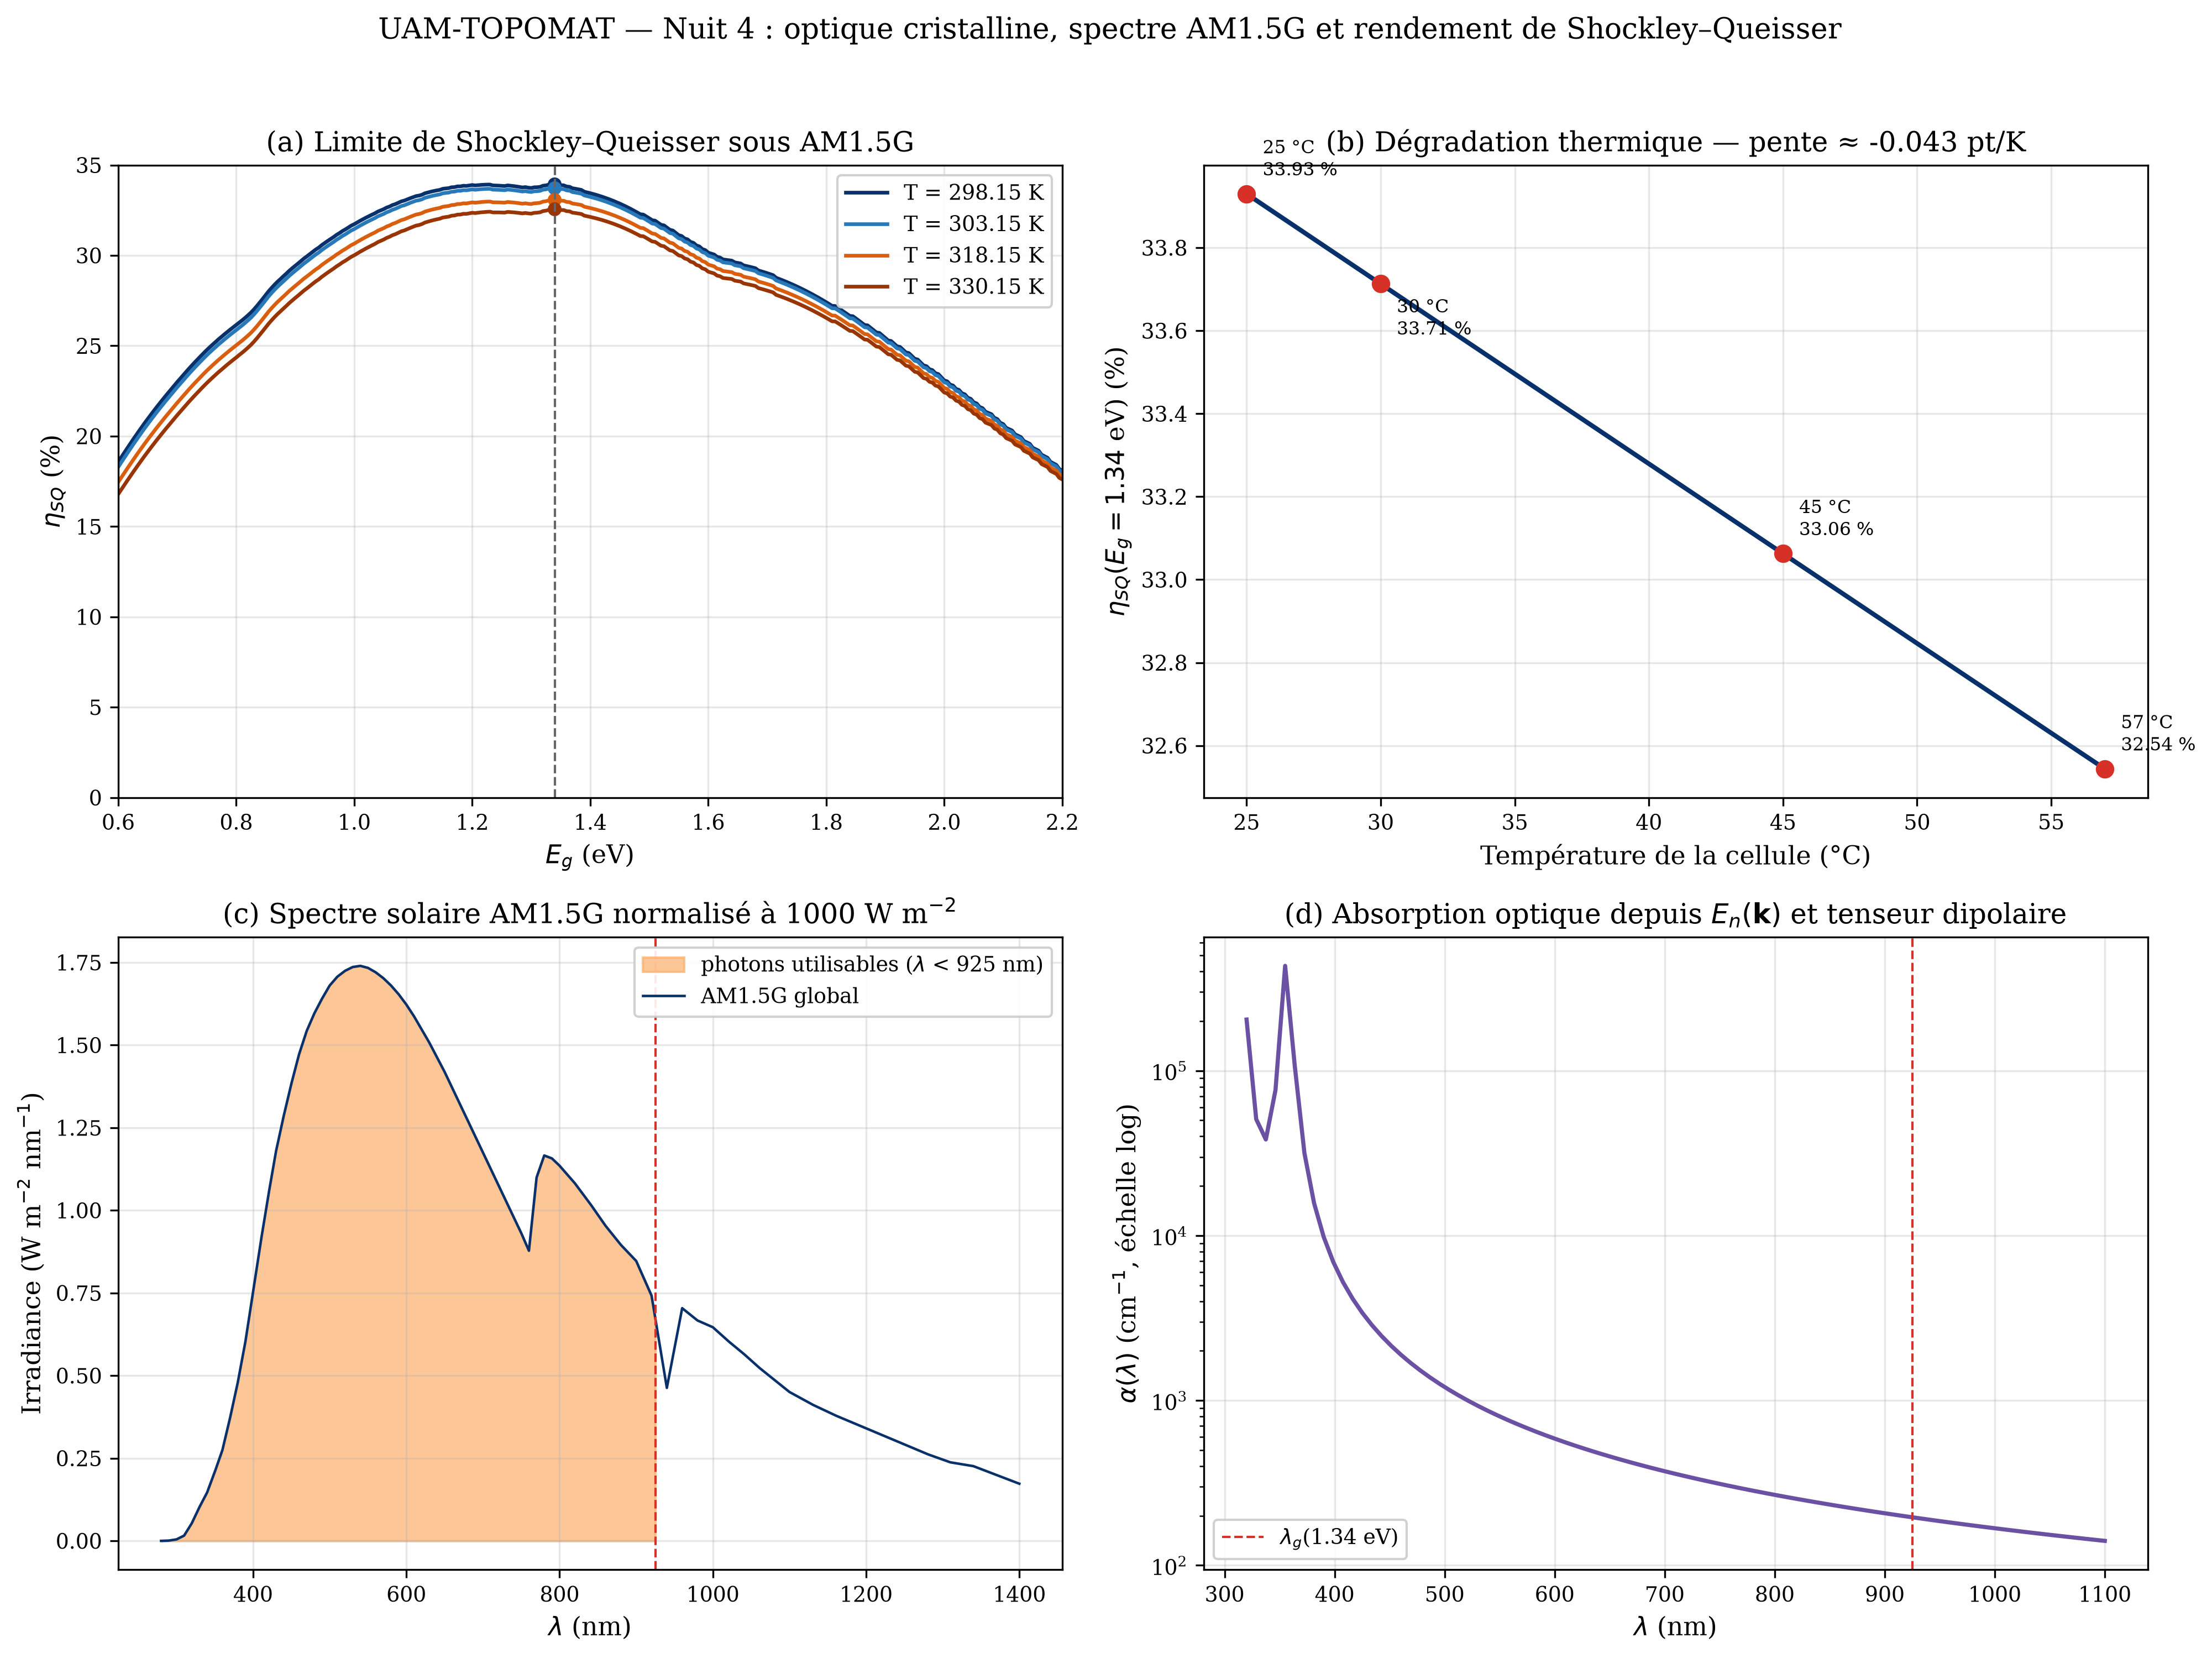 UAM-TOPOMAT — Nuit 4 : optique cristalline, spectre AM1.5G et rendement de Shockley–Queisser
(a) Limite de Shockley–Queisser sous AM1.5G
35
30
25
20
15
10
5
0
η_SQ (%)
T = 298.15 K
T = 303.15 K
T = 318.15 K
T = 330.15 K
0.6 0.8 1.0 1.2 1.4 1.6 1.8 2.0 2.2
E_g (eV)
(b) Dégradation thermique — pente ≈ -0.043 pt/K
25 °C
33.93 %
30 °C
33.71 %
45 °C
33.06 %
57 °C
32.54 %
33.8
33.6
33.4
33.2
33.0
32.8
32.6
η_SQ(E_g = 1.34 eV) (%)
25 30 35 40 45 50 55
Température de la cellule (°C)
(c) Spectre solaire AM1.5G normalisé à 1000 W m⁻²
1.75
1.50
1.25
1.00
0.75
0.50
0.25
0.00
Irradiance (W m⁻² nm⁻¹)
photons utilisables (λ < 925 nm)
AM1.5G global
400 600 800 1000 1200 1400
λ (nm)
(d) Absorption optique depuis E_n(k) et tenseur dipolaire
10⁵
10⁴
10³
10²
α(λ) (cm⁻¹, échelle log)
λ_g(1.34 eV)
300 400 500 600 700 800 900 1000 1100
λ (nm)